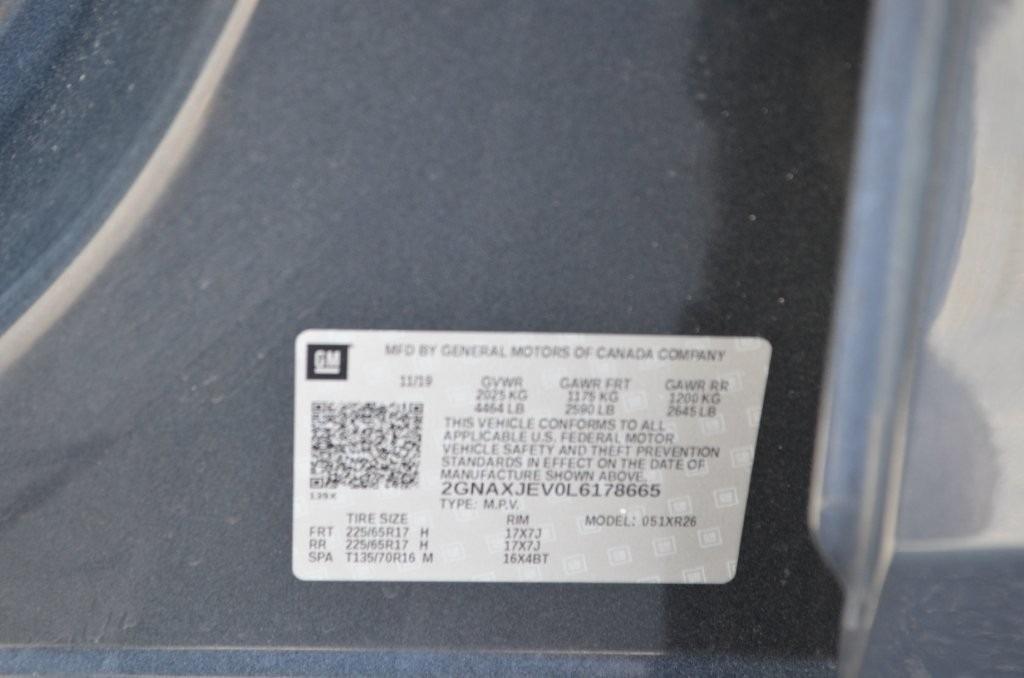 GM
MFD BY GENERAL MOTORS OF CANADA COMPANY
11/19 GVWR GAWR FRT GAWR RR
2025 KG 1175 KG 1200 KG
4464 LB 2590 LB 2645 LB
THIS VEHICLE CONFORMS TO ALL
APPLICABLE U.S. FEDERAL MOTOR
VEHICLE SAFETY AND THEFT PREVENTION
STANDARDS IN EFFECT ON THE DATE OF
MANUFACTURE SHOWN ABOVE.
2GNAXJEV0L6178665
TYPE: M.P.V.
TIRE SIZE RIM MODEL: 051XR26
FRT 225/65R17 H 17X7J
RR 225/65R17 H 17X7J
SPA T135/70R16 M 16X4BT